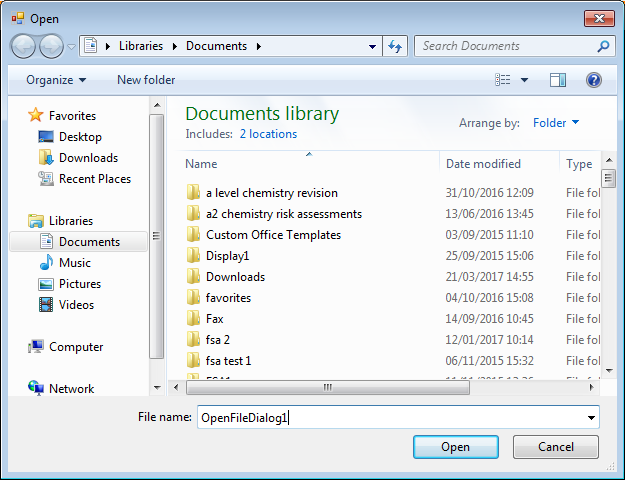 Open
Libraries Documents Search Documents
Organize New folder
Favorites
Desktop
Downloads
Recent Places
Libraries
Documents
Music
Pictures
Videos
Computer
Network
Documents library
Includes: 2 locations
Arrange by: Folder
Name Date modified Type
a level chemistry revision 31/10/2016 12:09 File fol
a2 chemistry risk assessments 13/06/2016 13:45 File fol
Custom Office Templates 03/09/2015 11:10 File fol
Display1 25/09/2015 15:06 File fol
Downloads 21/03/2017 14:55 File fol
favorites 04/10/2016 15:08 File fol
Fax 14/09/2016 10:45 File fol
fsa 2 12/01/2017 10:14 File fol
fsa test 1 06/11/2015 15:32 File fol
File name: OpenFileDialog1
Open Cancel